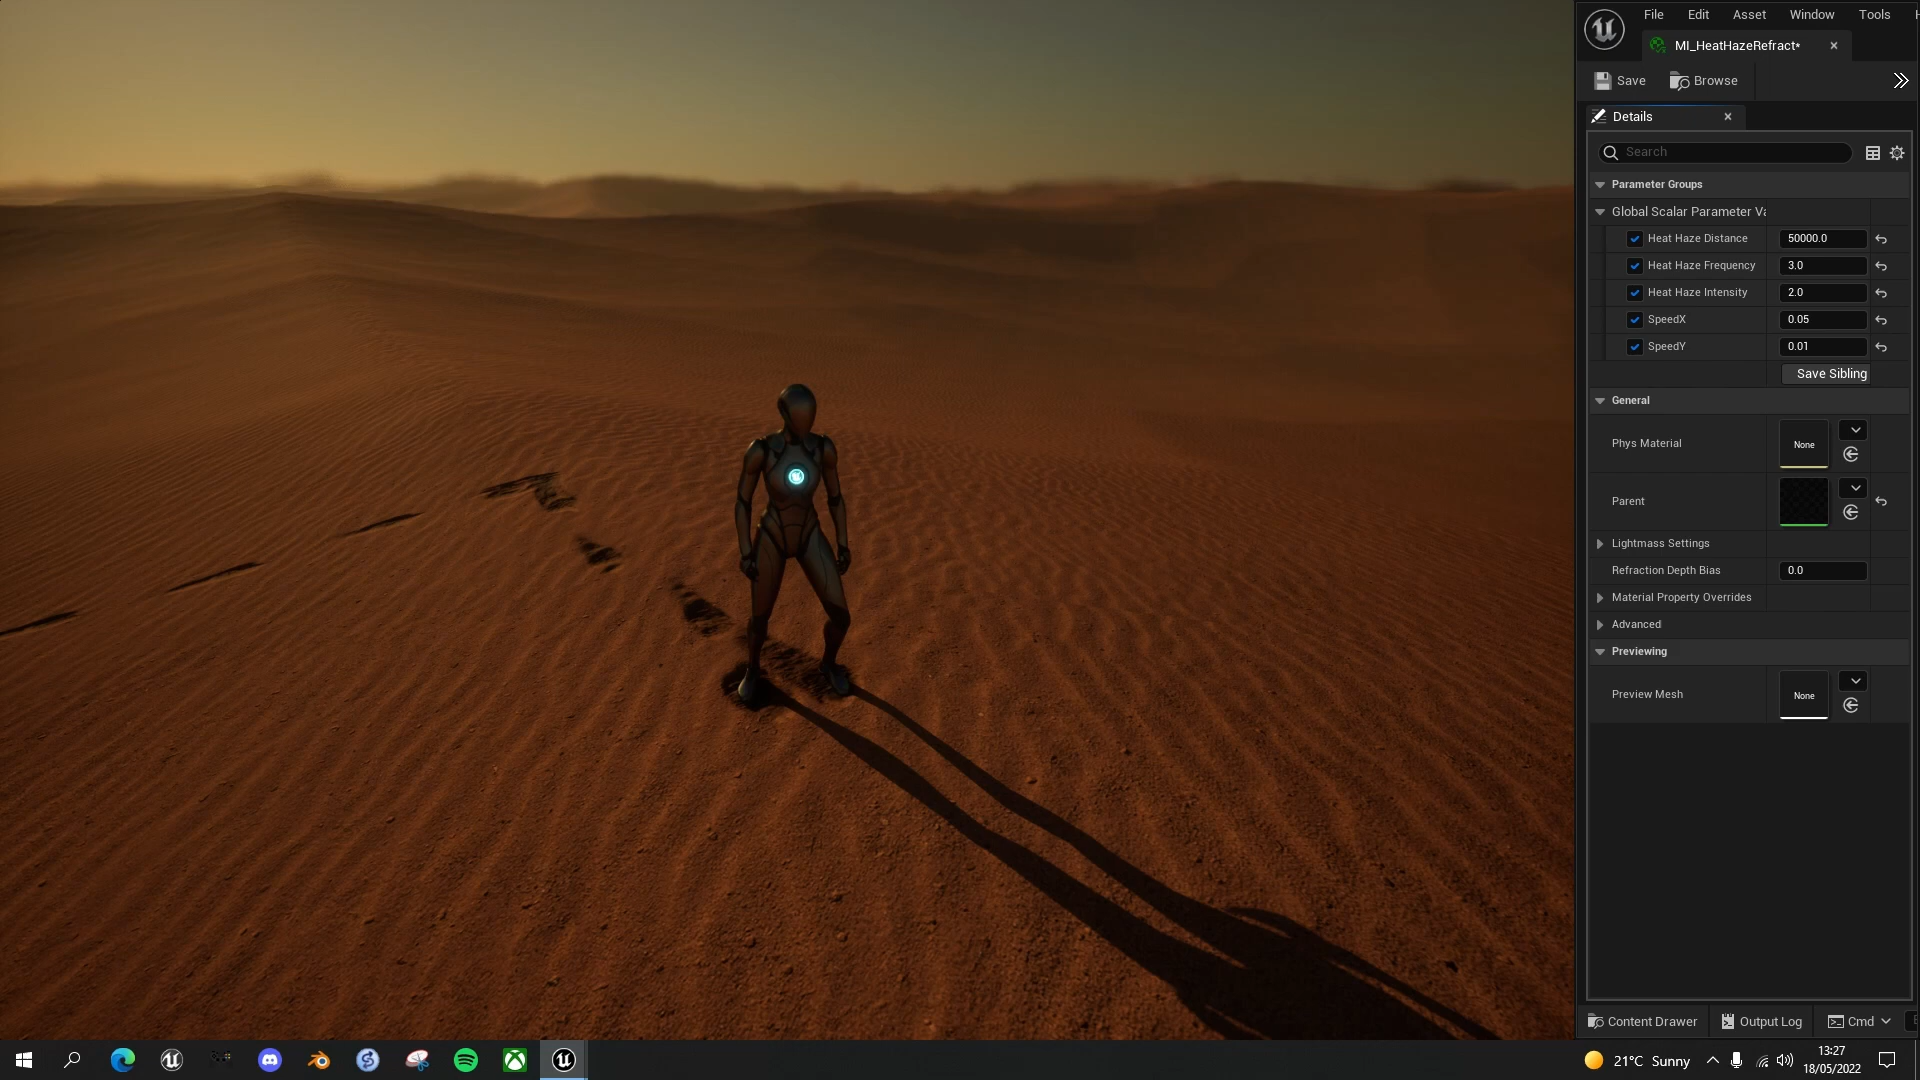 File Edit Asset Window Tools
MI_HeatHazeRefract*
Save Browse
Details
Search
Parameter Groups
Global Scalar Parameter Va
Heat Haze Distance 50000.0
Heat Haze Frequency 3.0
Heat Haze Intensity 2.0
SpeedX 0.05
SpeedY 0.01
Save Sibling
General
Phys Material None
Parent
Lightmass Settings
Refraction Depth Bias 0.0
Material Property Overrides
Advanced
Previewing
Preview Mesh None
Content Drawer Output Log Cmd
21°C Sunny
13:27
18/05/2022